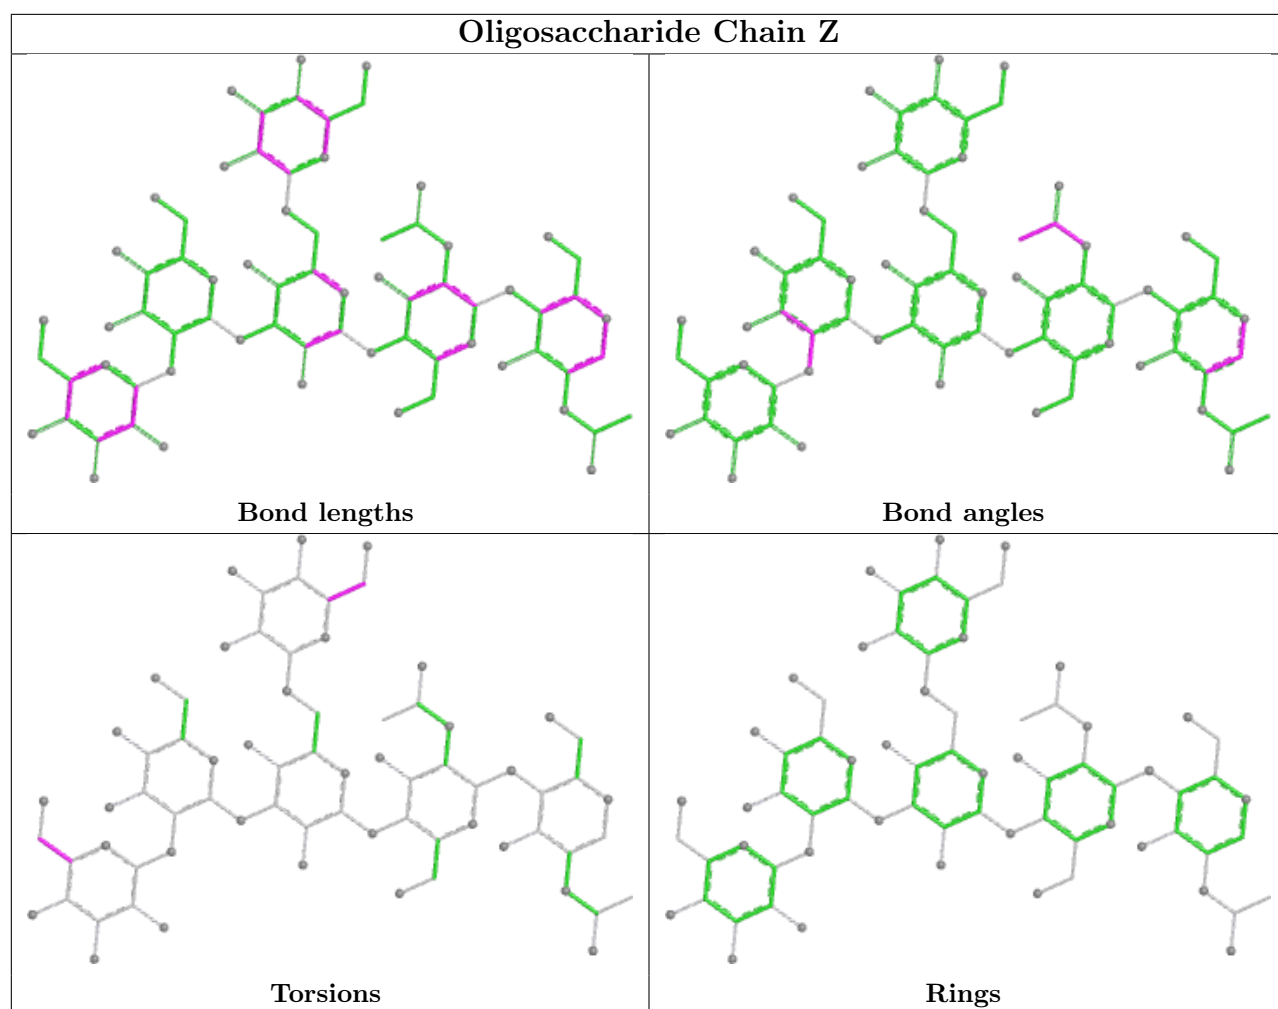 Oligosaccharide Chain Z
Bond lengths
Bond angles
Torsions
Rings